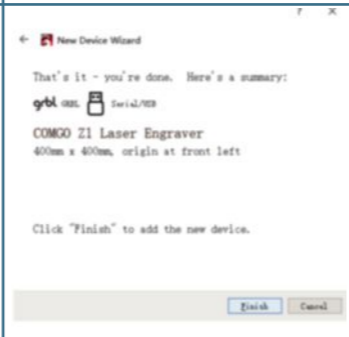 New Device Wizard
That's it - you're done. Here's a summary:
grbl GRBL Serial/USB
COMGO Z1 Laser Engraver
400mm x 400mm, origin at front left
Click "Finish" to add the new device.
Finish Cancel